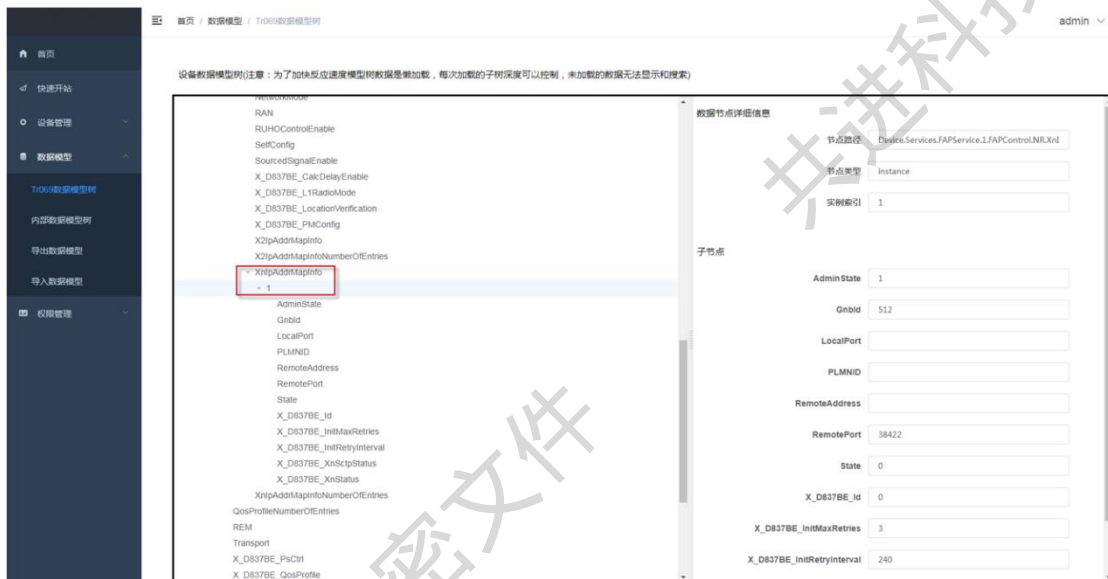 首页 / 数据模型 / Tr069数据模型树
admin
首页
快速开站
设备管理
数据模型
Tr069数据模型树
内部数据模型树
导出数据模型
导入数据模型
权限管理
设备数据模型树(注意：为了加快反应速度模型树数据是懒加载，每次加载的子树深度可以控制，未加载的数据无法显示和搜索)
NetworkMode
RAN
RUHOControlEnable
SelfConfig
SourcedSignalEnable
X_D837BE_CalcDelayEnable
X_D837BE_L1RadioMode
X_D837BE_LocationVerification
X_D837BE_PMConfig
X2IpAddrMapInfo
X2IpAddrMapInfoNumberOfEntries
XnIpAddrMapInfo
1
AdminState
GnbId
LocalPort
PLMNID
RemoteAddress
RemotePort
State
X_D837BE_Id
X_D837BE_InitMaxRetries
X_D837BE_InitRetryInterval
X_D837BE_XnSctpStatus
X_D837BE_XnStatus
XnIpAddrMapInfoNumberOfEntries
QosProfileNumberOfEntries
REM
Transport
X_D837BE_PsCtrl
X_D837BE_QosProfile
数据节点详细信息
节点路径 Device.Services.FAPService.1.FAPControl.NR.XnI
节点类型 Instance
实例索引 1
子节点
AdminState 1
GnbId 512
LocalPort
PLMNID
RemoteAddress
RemotePort 38422
State 0
X_D837BE_Id 0
X_D837BE_InitMaxRetries 3
X_D837BE_InitRetryInterval 240
共进科技
密文件